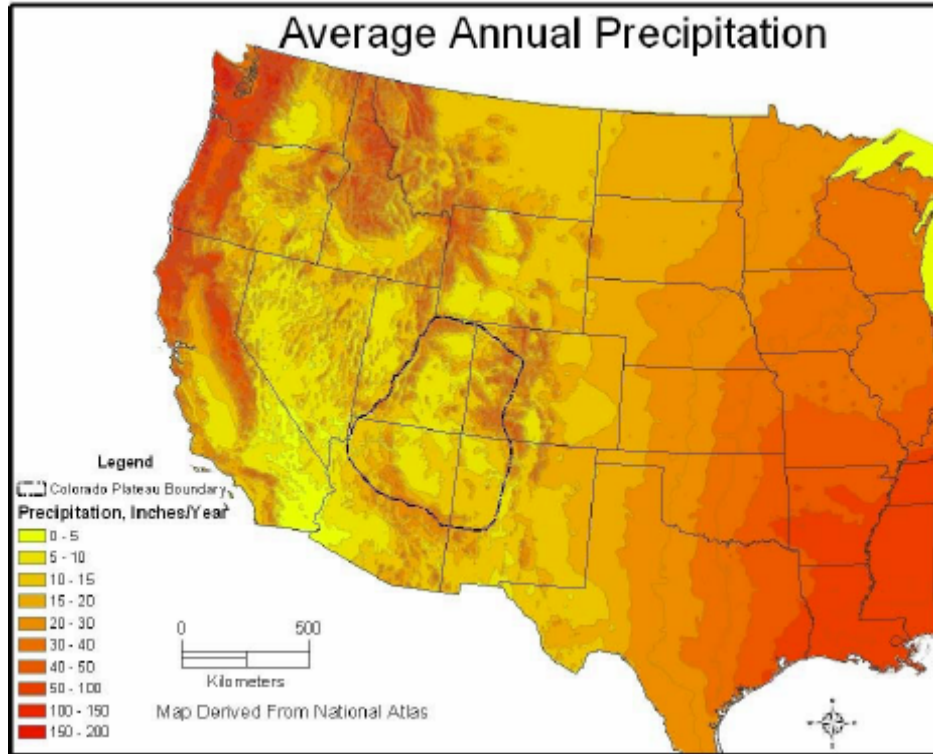 Average Annual Precipitation
Legend
Colorado Plateau Boundary
Precipitation, Inches/Year
0 - 5
5 - 10
10 - 15
15 - 20
20 - 30
30 - 40
40 - 50
50 - 100
100 - 150
150 - 200
0 500
Kilometers
Map Derived From National Atlas